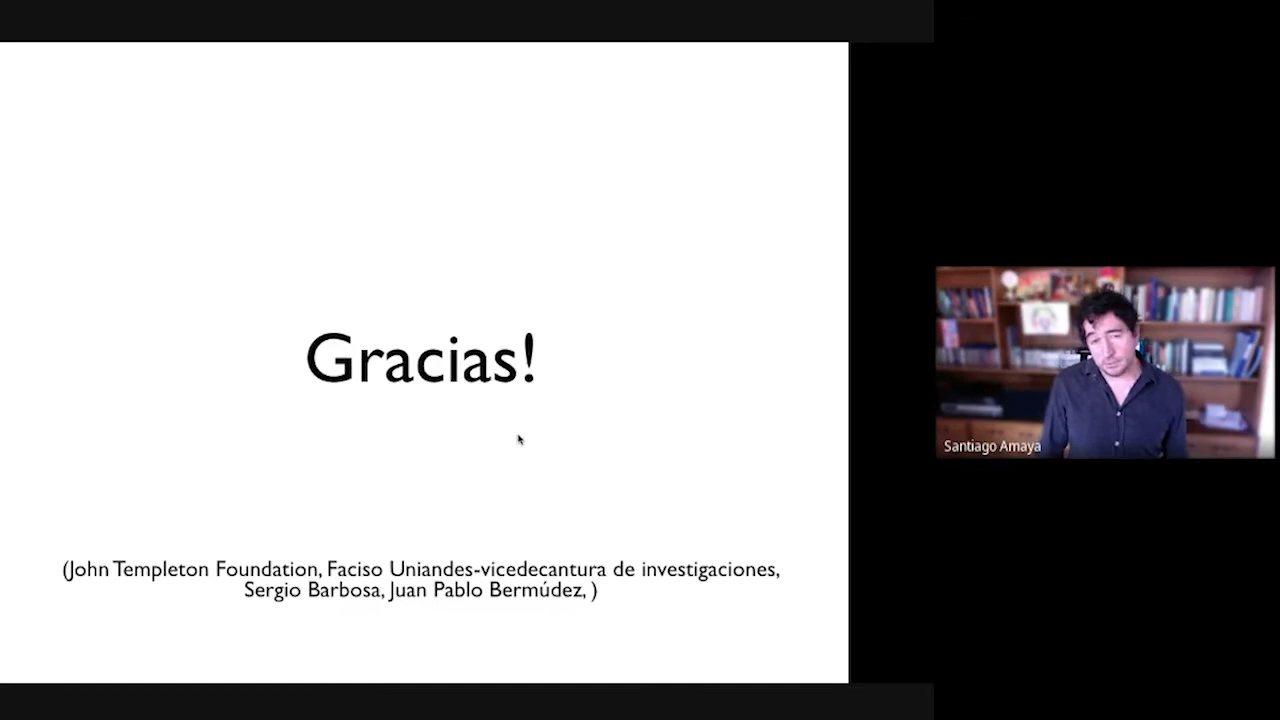 Gracias!
(John Templeton Foundation, Faciso Uniandes-vicedecantura de investigaciones,
Sergio Barbosa, Juan Pablo Bermúdez, )
Santiago Amaya